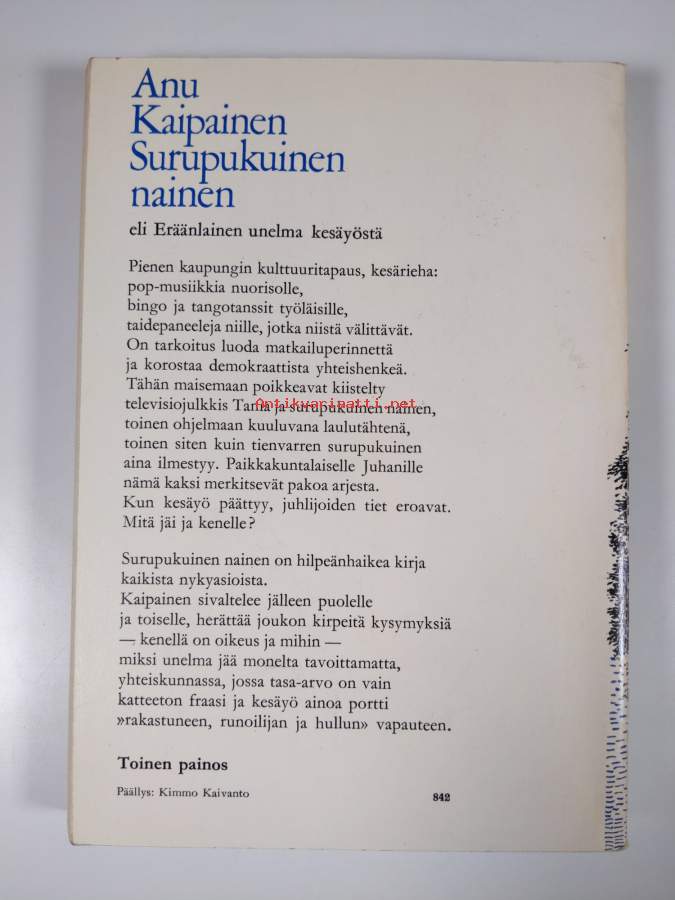 Anu
Kaipainen
Surupukuinen
nainen
eli Eräänlainen unelma kesäyöstä
Pienen kaupungin kulttuuritapaus, kesärieha:
pop-musiikkia nuorisolle,
bingo ja tangotanssit työläisille,
taidepaneeleja niille, jotka niistä välittävät.
On tarkoitus luoda matkailuperinnettä
ja korostaa demokraattista yhteishenkeä.
Tähän maisemaan poikkeavat kiistelty
Antikvariaatti.net
televisiojulkkis Tania ja surupukuinen nainen,
toinen ohjelmaan kuuluvana laulutähtenä,
toinen siten kuin tienvarren surupukuinen
aina ilmestyy. Paikkakuntalaiselle Juhanille
nämä kaksi merkitsevät pakoa arjesta.
Kun kesäyö päättyy, juhlijoiden tiet eroavat.
Mitä jäi ja kenelle?
Surupukuinen nainen on hilpeänhaikea kirja
kaikista nykyasioista.
Kaipainen sivaltelee jälleen puolelle
ja toiselle, herättää joukon kirpeitä kysymyksiä
— kenellä on oikeus ja mihin —
miksi unelma jää monelta tavoittamatta,
yhteiskunnassa, jossa tasa-arvo on vain
katteeton fraasi ja kesäyö ainoa portti
»rakastuneen, runoilijan ja hullun» vapauteen.
Toinen painos
Päällys: Kimmo Kaivanto
842